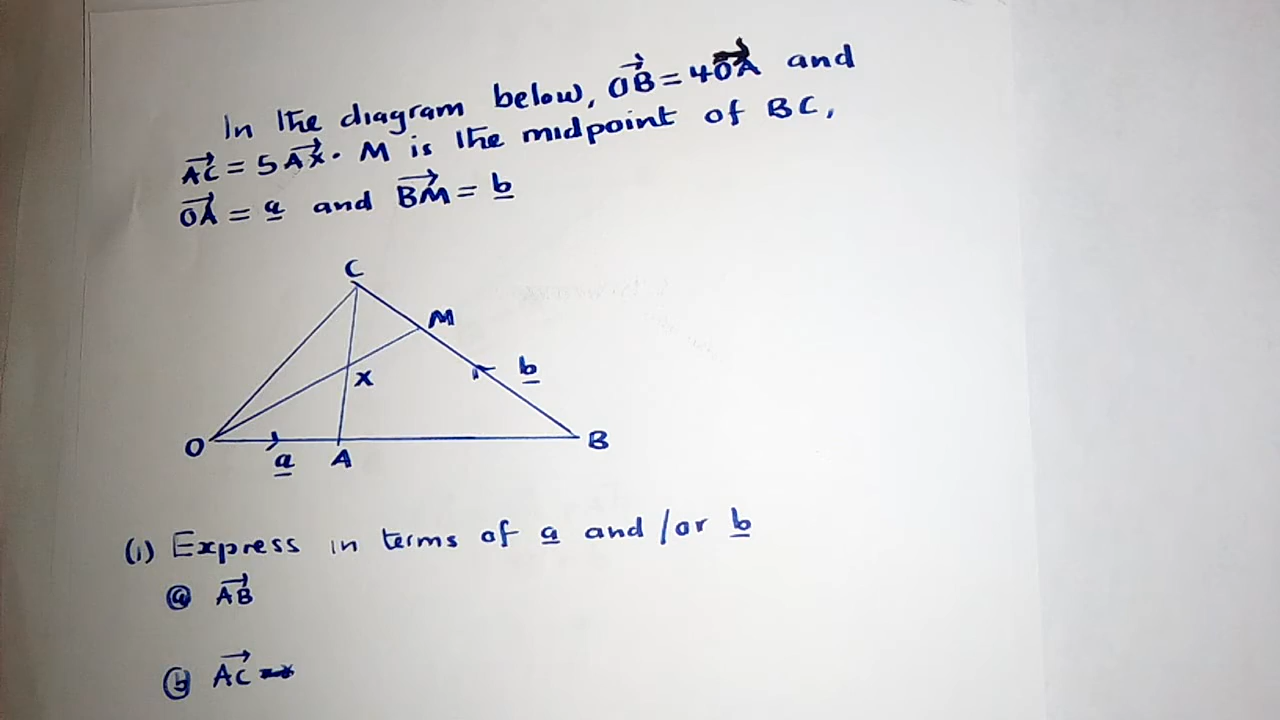 In the diagram below, OB⃗ = 4OA⃗ and
AC⃗ = 5AX⃗. M is the midpoint of BC,
OA⃗ = a̲ and BM⃗ = b̲
C
M
b̲
X
O
a̲ A
B
(i) Express in terms of a̲ and/or b̲
(a) AB⃗
(b) AC⃗